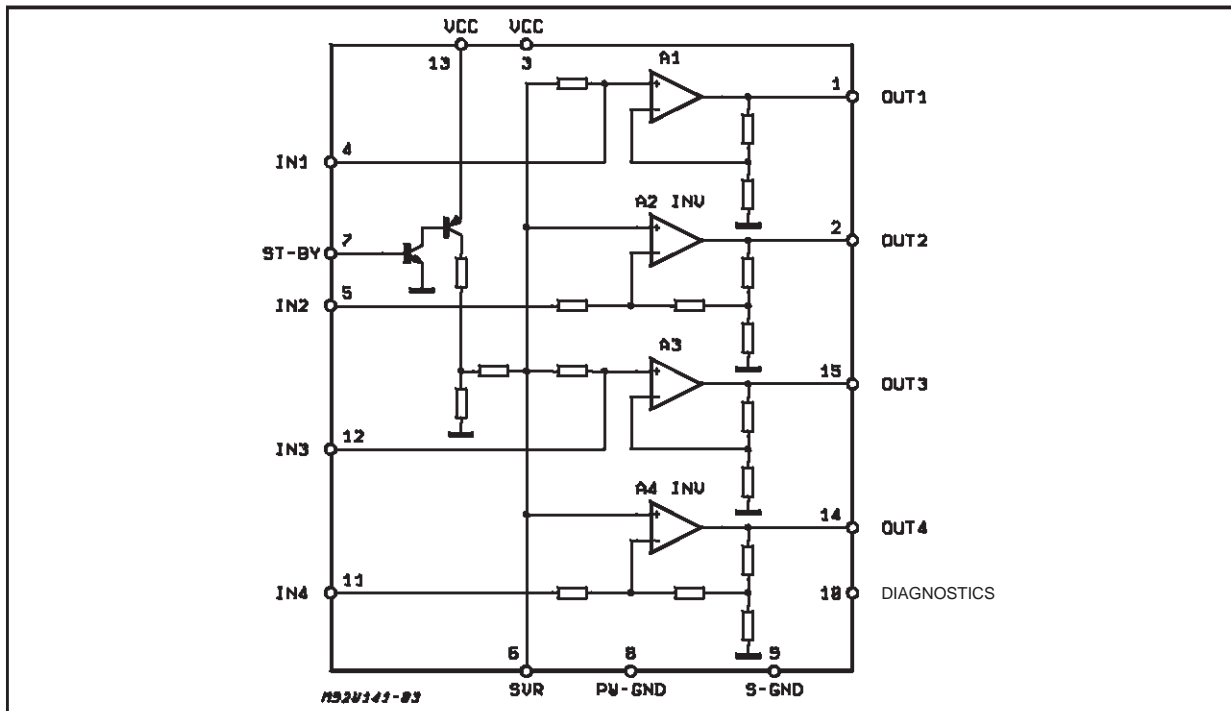 VCC VCC
13 3
A1
1 OUT1
IN1 4
A2 INV
2 OUT2
ST-BY 7
IN2 5
A3
15 OUT3
IN3 12
A4 INV
14 OUT4
IN4 11
10 DIAGNOSTICS
6 8 9
SVR PW-GND S-GND
M92V141-03